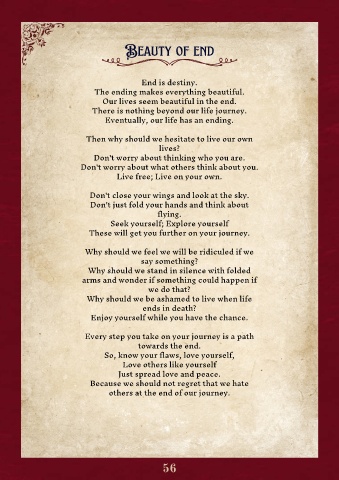 Beauty of end
End is destiny.
The ending makes everything beautiful.
Our lives seem beautiful in the end.
There is nothing beyond our life journey.
Eventually, our life has an ending.
Then why should we hesitate to live our own
lives?
Don't worry about thinking who you are.
Don't worry about what others think about you.
Live free; Live on your own.
Don't close your wings and look at the sky.
Don't just fold your hands and think about
flying.
Seek yourself; Explore yourself
These will get you further on your journey.
Why should we feel we will be ridiculed if we
say something?
Why should we stand in silence with folded
arms and wonder if something could happen if
we do that?
Why should we be ashamed to live when life
ends in death?
Enjoy yourself while you have the chance.
Every step you take on your journey is a path
towards the end.
So, know your flaws, love yourself,
Love others like yourself
Just spread love and peace.
Because we should not regret that we hate
others at the end of our journey.
56